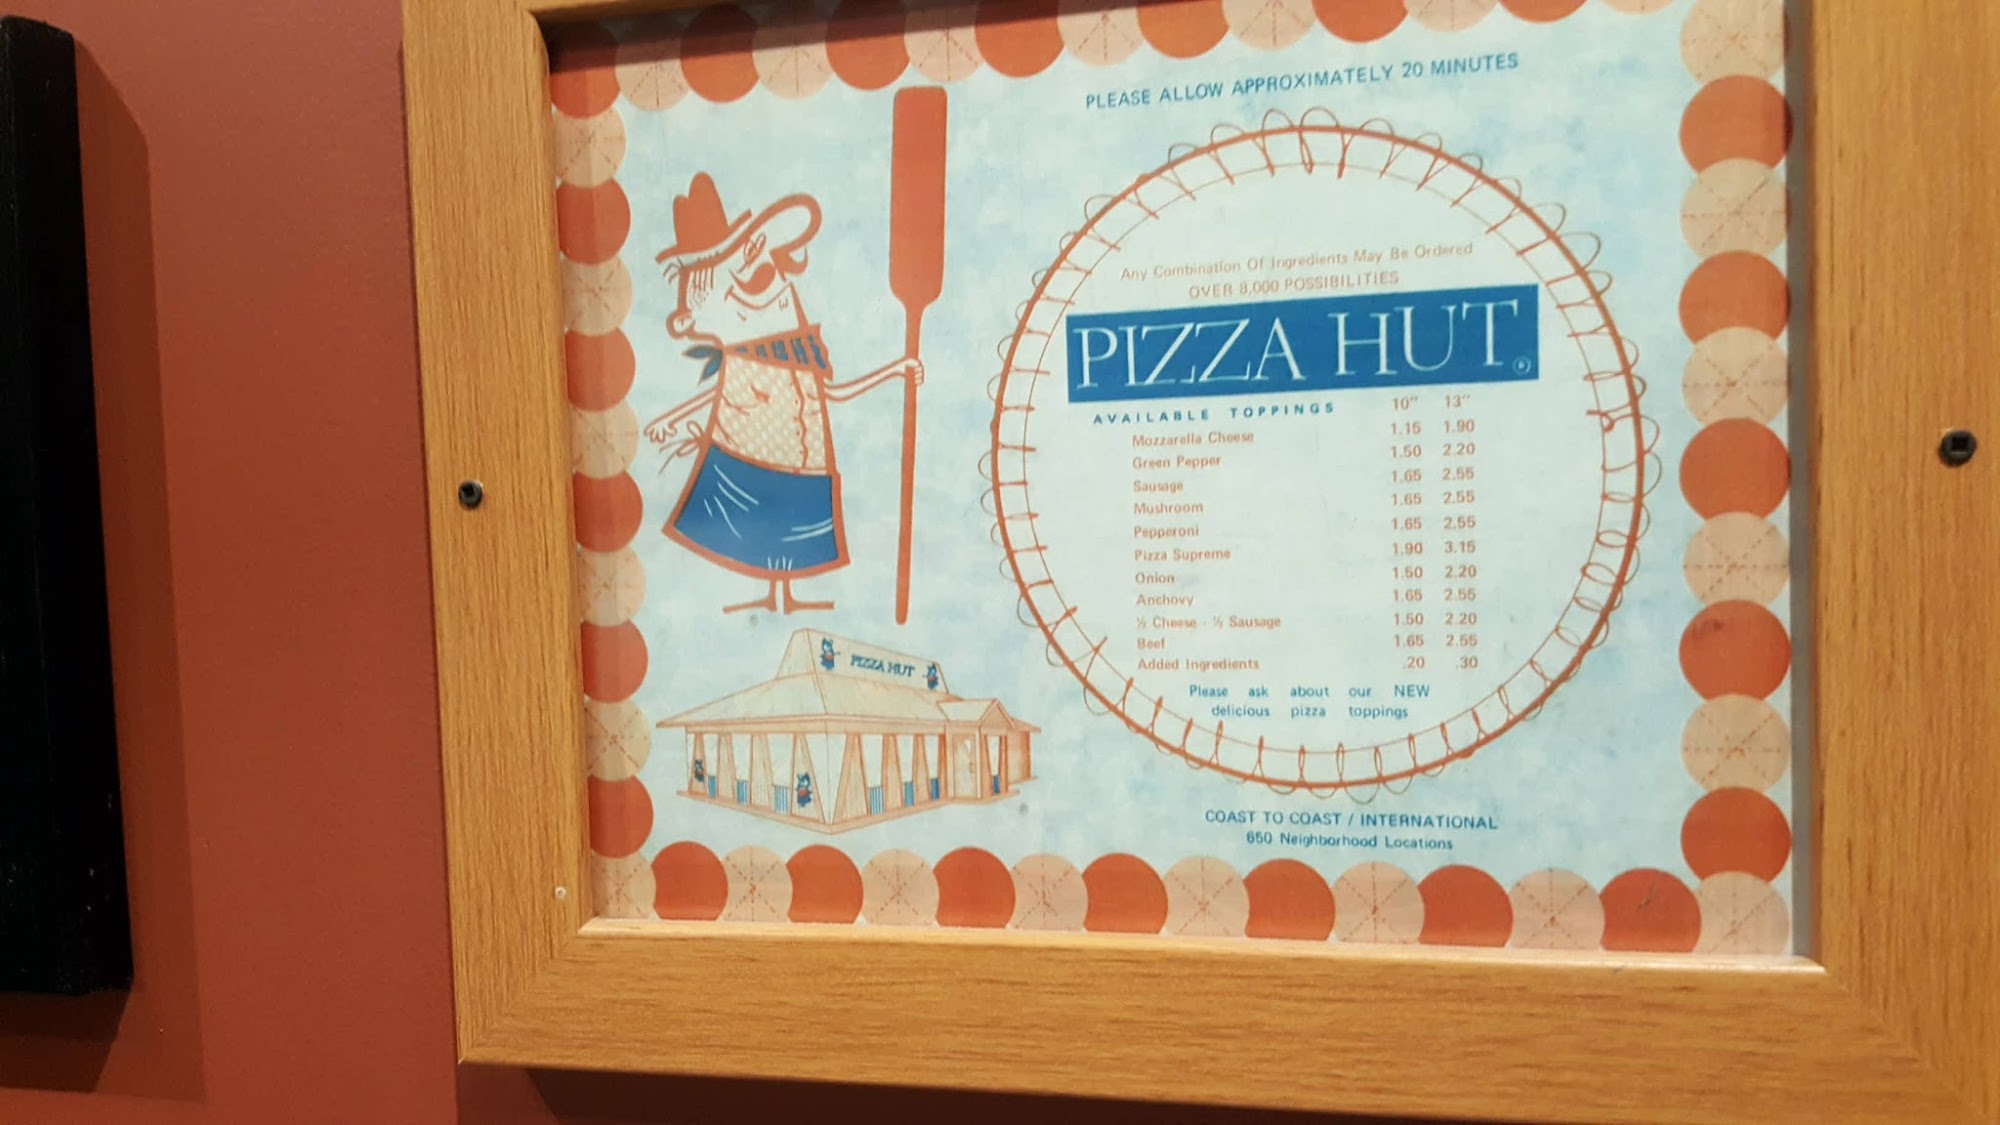 PLEASE ALLOW APPROXIMATELY 20 MINUTES
Any Combination Of Ingredients May Be Ordered
OVER 8,000 POSSIBILITIES
PIZZA HUT ®
AVAILABLE TOPPINGS 10" 13"
Mozzarella Cheese 1.15 1.90
Green Pepper 1.50 2.20
Sausage 1.65 2.55
Mushroom 1.65 2.55
Pepperoni 1.65 2.55
Pizza Supreme 1.90 3.15
Onion 1.50 2.20
Anchovy 1.65 2.55
½ Cheese - ½ Sausage 1.50 2.20
Beef 1.65 2.55
Added Ingredients .20 .30
Please ask about our NEW
delicious pizza toppings
PIZZA HUT
COAST TO COAST / INTERNATIONAL
650 Neighborhood Locations